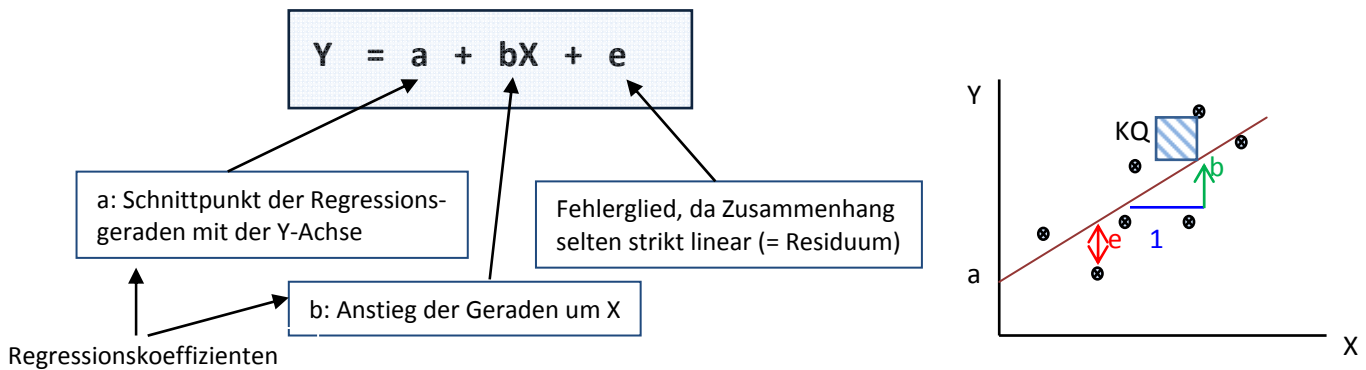 Y = a + bX + e
a: Schnittpunkt der Regressions-
geraden mit der Y-Achse
Fehlerglied, da Zusammenhang
selten strikt linear (= Residuum)
b: Anstieg der Geraden um X
Regressionskoeffizienten
Y
KQ
b
e
1
a
X